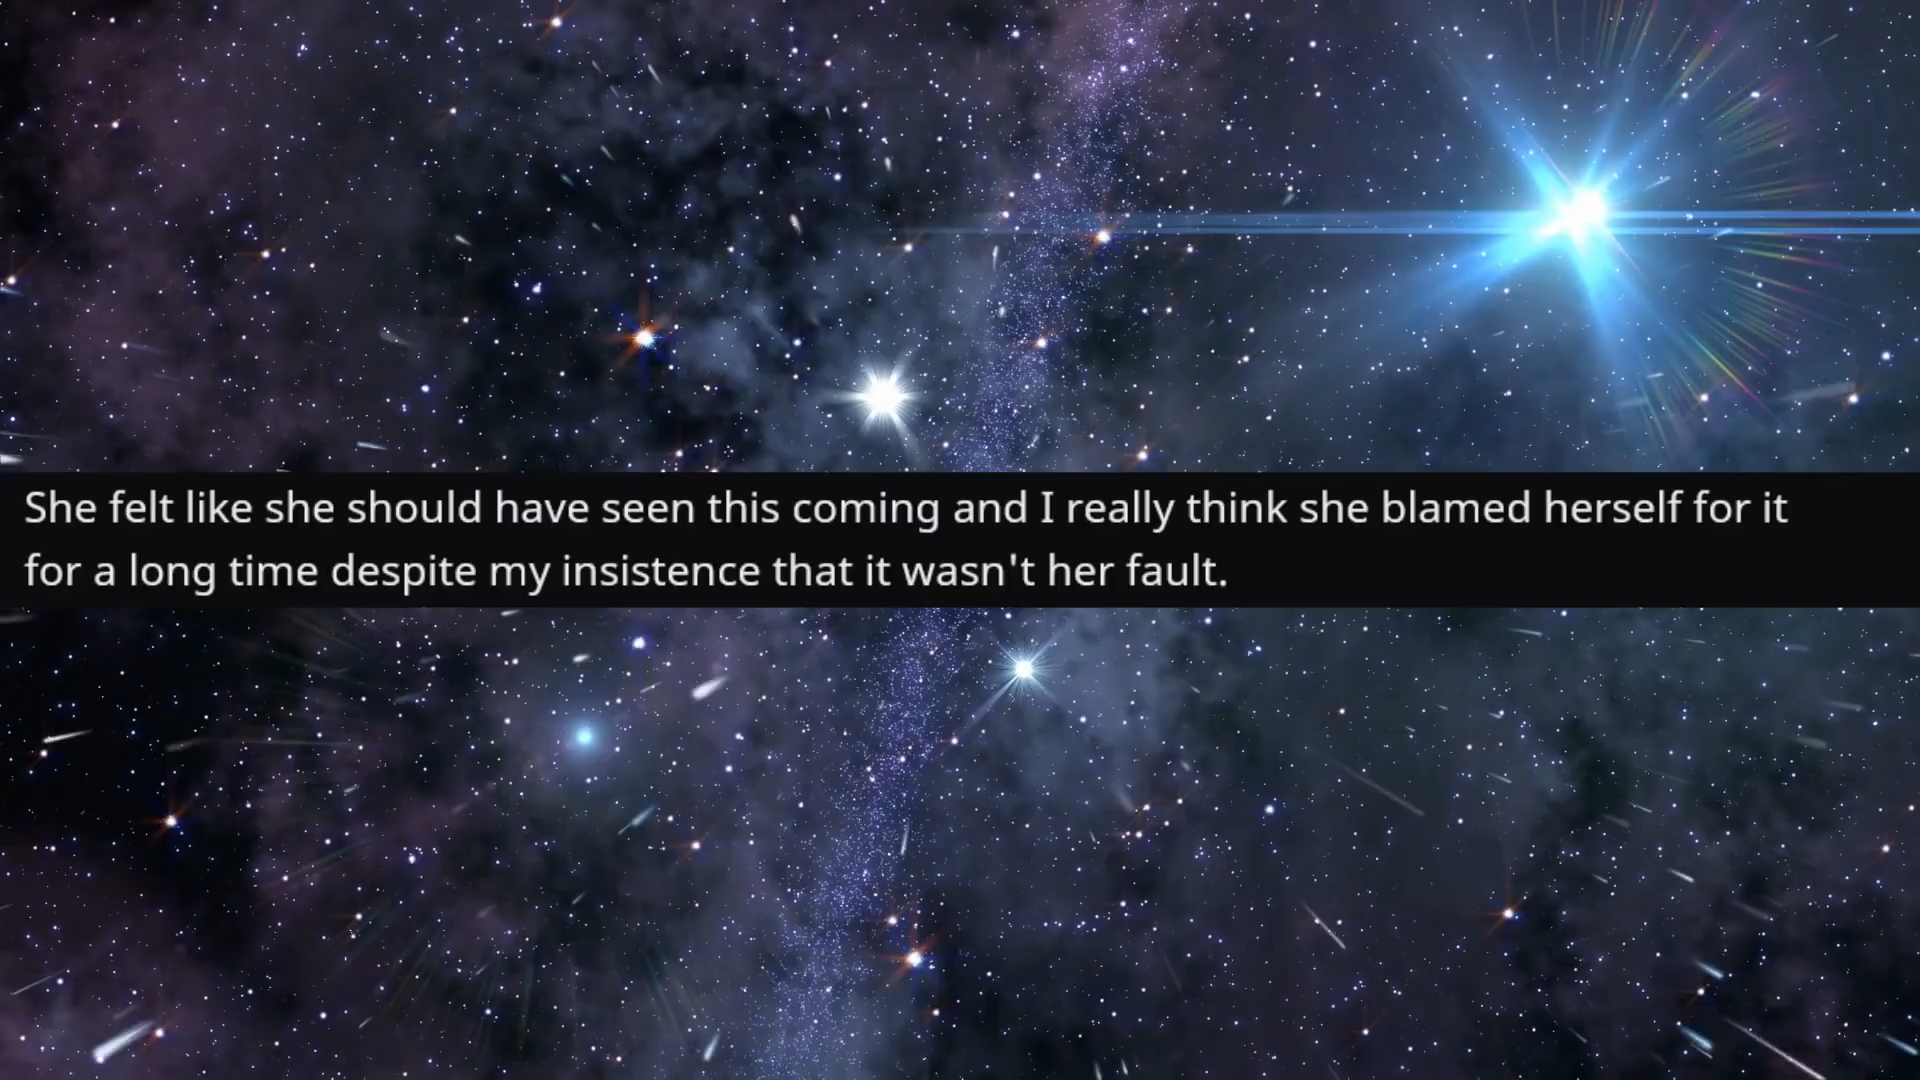 She felt like she should have seen this coming and I really think she blamed herself for it
for a long time despite my insistence that it wasn't her fault.